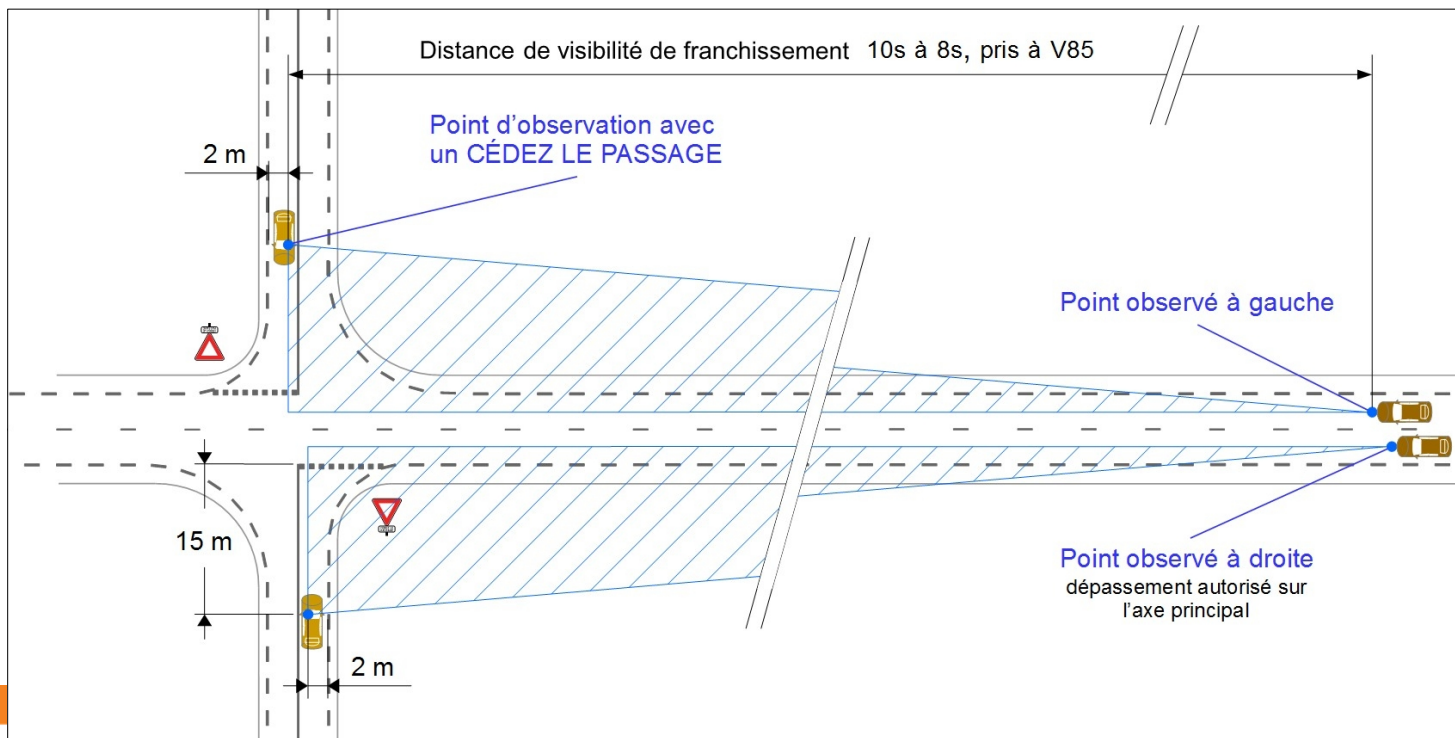 Distance de visibilité de franchissement 10s à 8s, pris à V85
Point d'observation avec
un CÉDEZ LE PASSAGE
2 m
Point observé à gauche
15 m
Point observé à droite
dépassement autorisé sur
l'axe principal
2 m